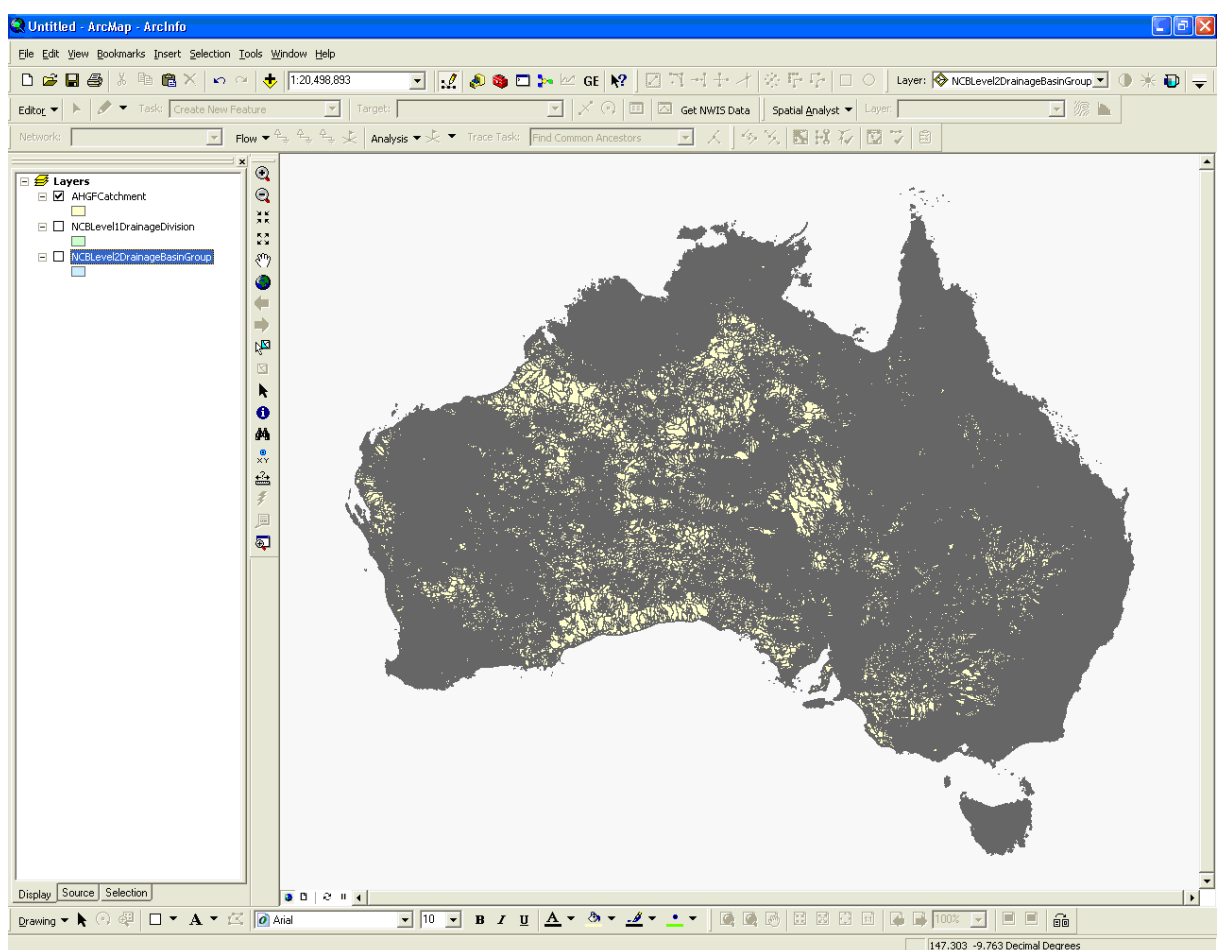 Untitled - ArcMap - ArcInfo
File Edit View Bookmarks Insert Selection Tools Window Help
1:20,498,893 GE Layer: NCBLevel2DrainageBasinGroup
Editor Task: Create New Feature Target: Get NWIS Data Spatial Analyst Layer:
Network: Flow Analysis Trace Task: Find Common Ancestors
Layers
AHGFCatchment
NCBLevel1DrainageDivision
NCBLevel2DrainageBasinGroup
XY
Display Source Selection
Drawing A Arial 10 B I U A 100%
147.303 -9.763 Decimal Degrees